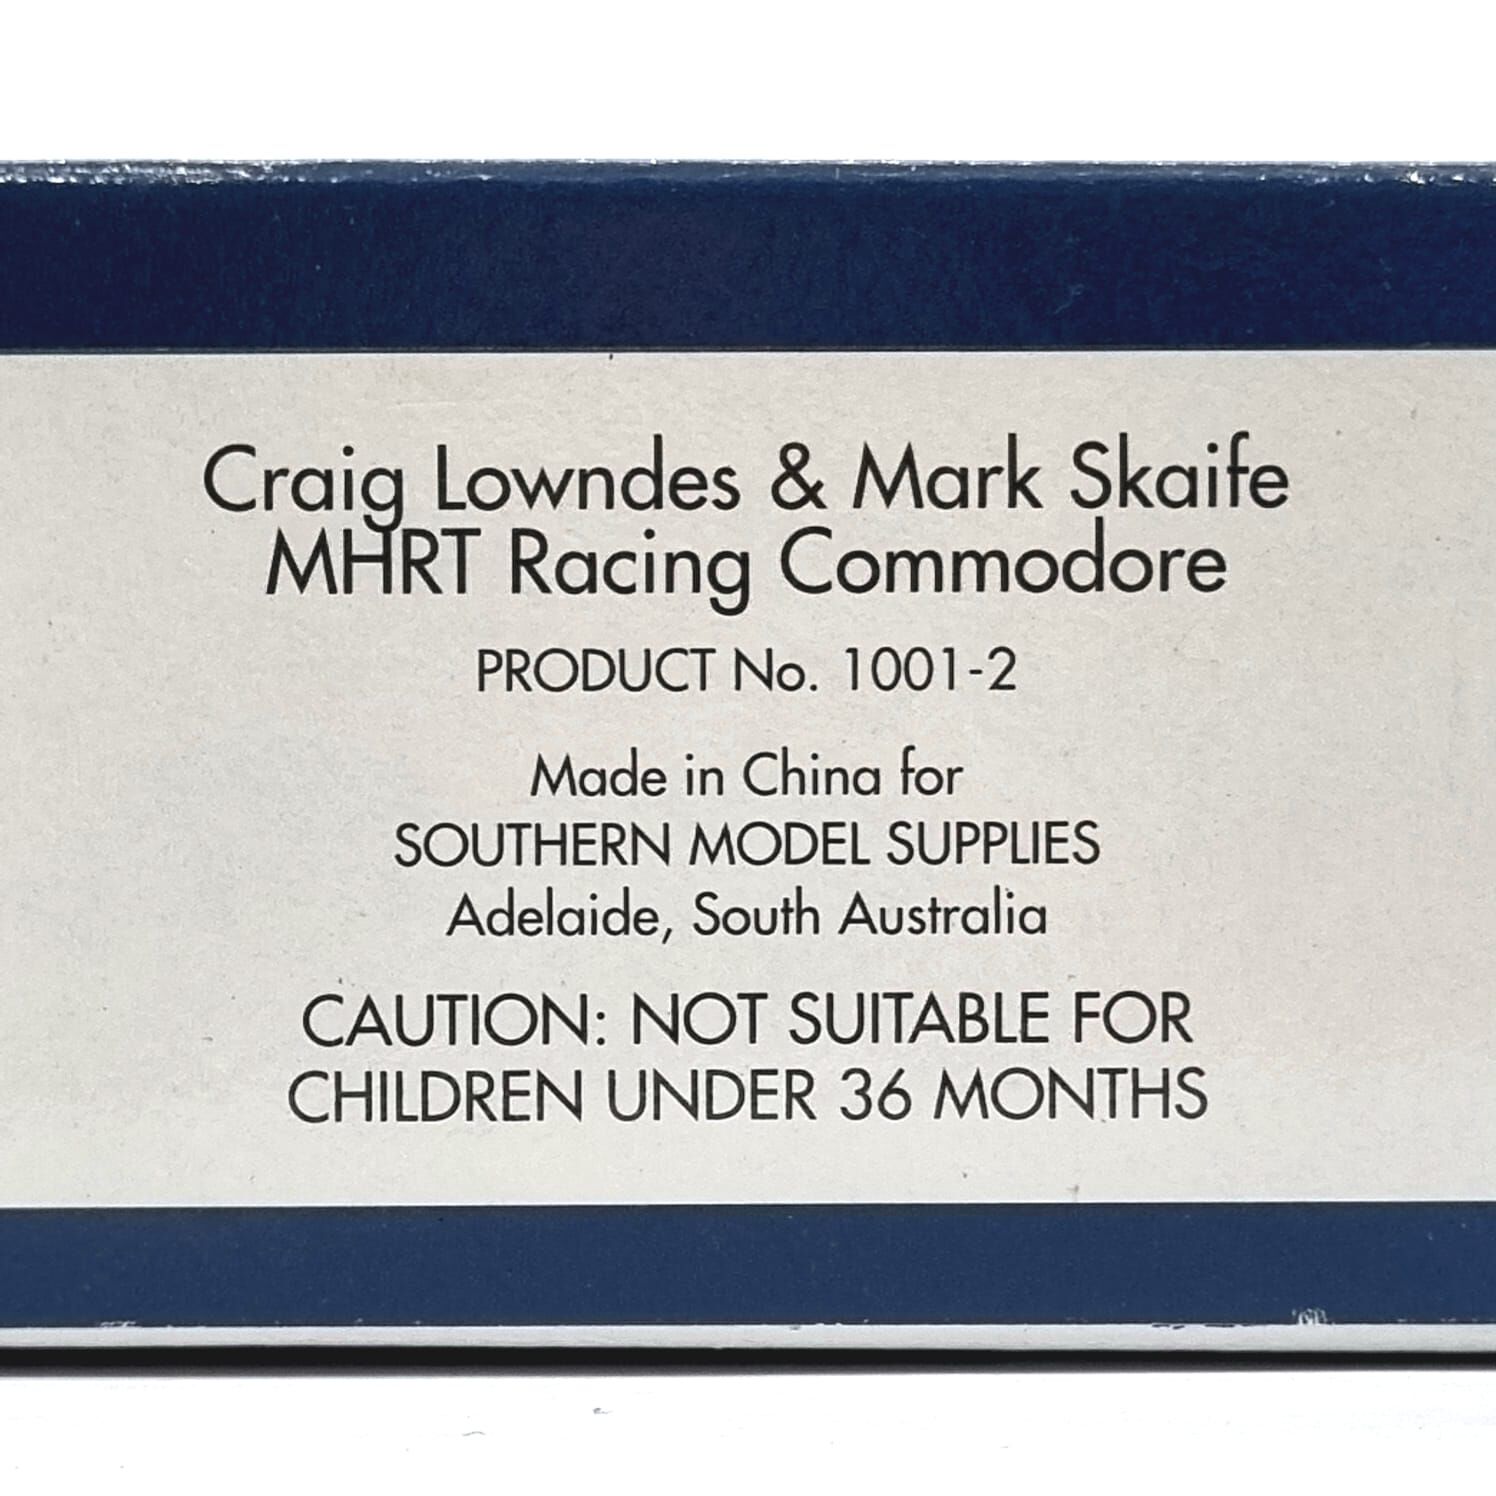 Craig Lowndes & Mark Skaife
MHRT Racing Commodore
PRODUCT No. 1001-2
Made in China for
SOUTHERN MODEL SUPPLIES
Adelaide, South Australia
CAUTION: NOT SUITABLE FOR
CHILDREN UNDER 36 MONTHS